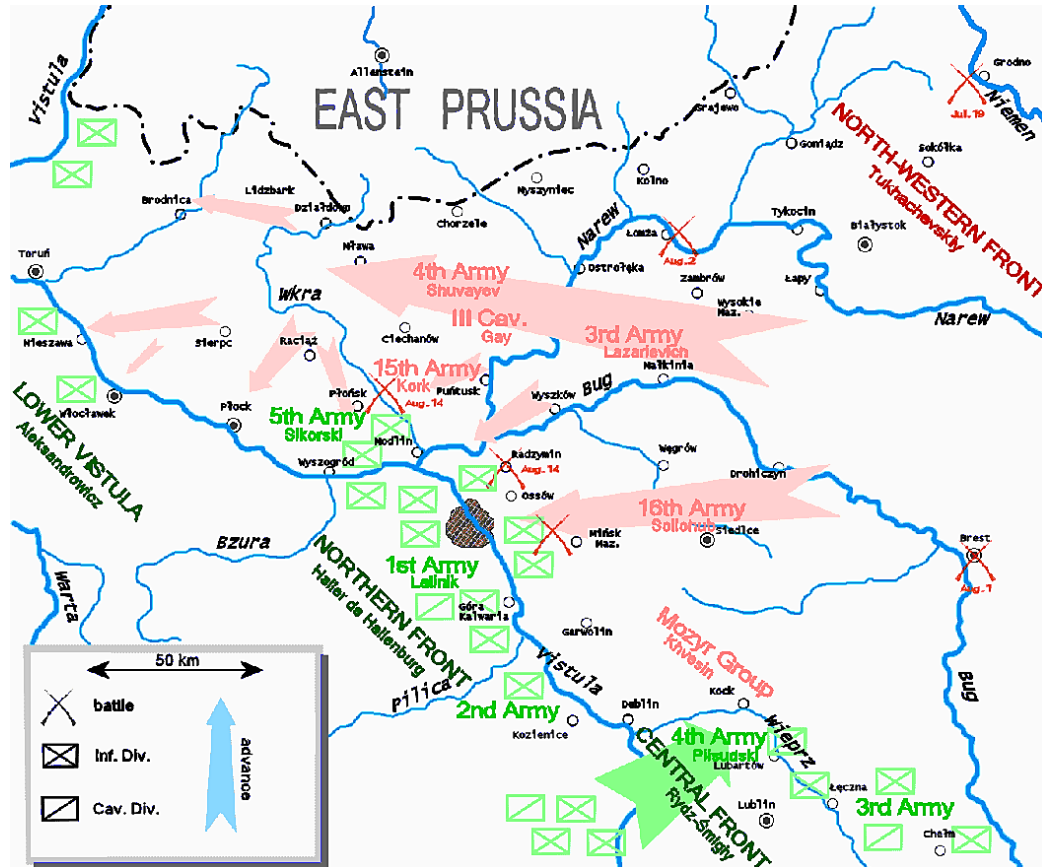 Vistula
Allenstein
EAST PRUSSIA
Grajewo
Grodno
Niemen
Jul.19
Goniądz
NORTH-WESTERN FRONT
Tukhachevskiy
Sokółka
Lidzbark
Brodnica
Działdowo
Chorzele
Myszyniec
Kolno
Narew
Łomża
Aug.2
Tykocin
Białystok
Toruń
Mława
Ostrołęka
Zambrów
Łapy
Wysokie
Maz.
Narew
4th Army
Shuvayev
Wkra
III Cav.
Gay
3rd Army
Lazarievich
Nieszawa
Sierpc
Raciąż
Ciechanów
15th Army
Kork
Aug.14
Pułtusk
Małkinia
Bug
Włocławek
Płock
Płońsk
Wyszków
LOWER VISTULA
Aleksandrowicz
5th Army
Sikorski
Modlin
Wyszogród
Radzymin
Aug.14
Ossów
Węgrów
Drohiczyn
16th Army
Sollohub
Siedlce
Mińsk
Maz.
Brest
Aug.1
Bzura
Warta
NORTHERN FRONT
Haller de Hallenburg
1st Army
Latinik
Góra
Kalwaria
Garwolin
Mozyr Group
Khvesin
Vistula
Pilica
2nd Army
Kozienice
Dęblin
Kock
Wieprz
Bug
CENTRAL FRONT
Rydz-Śmigły
4th Army
Piłsudski
Lubartów
Łęczna
Lublin
3rd Army
Chełm
50 km
battle
Inf. Div.
Cav. Div.
advance